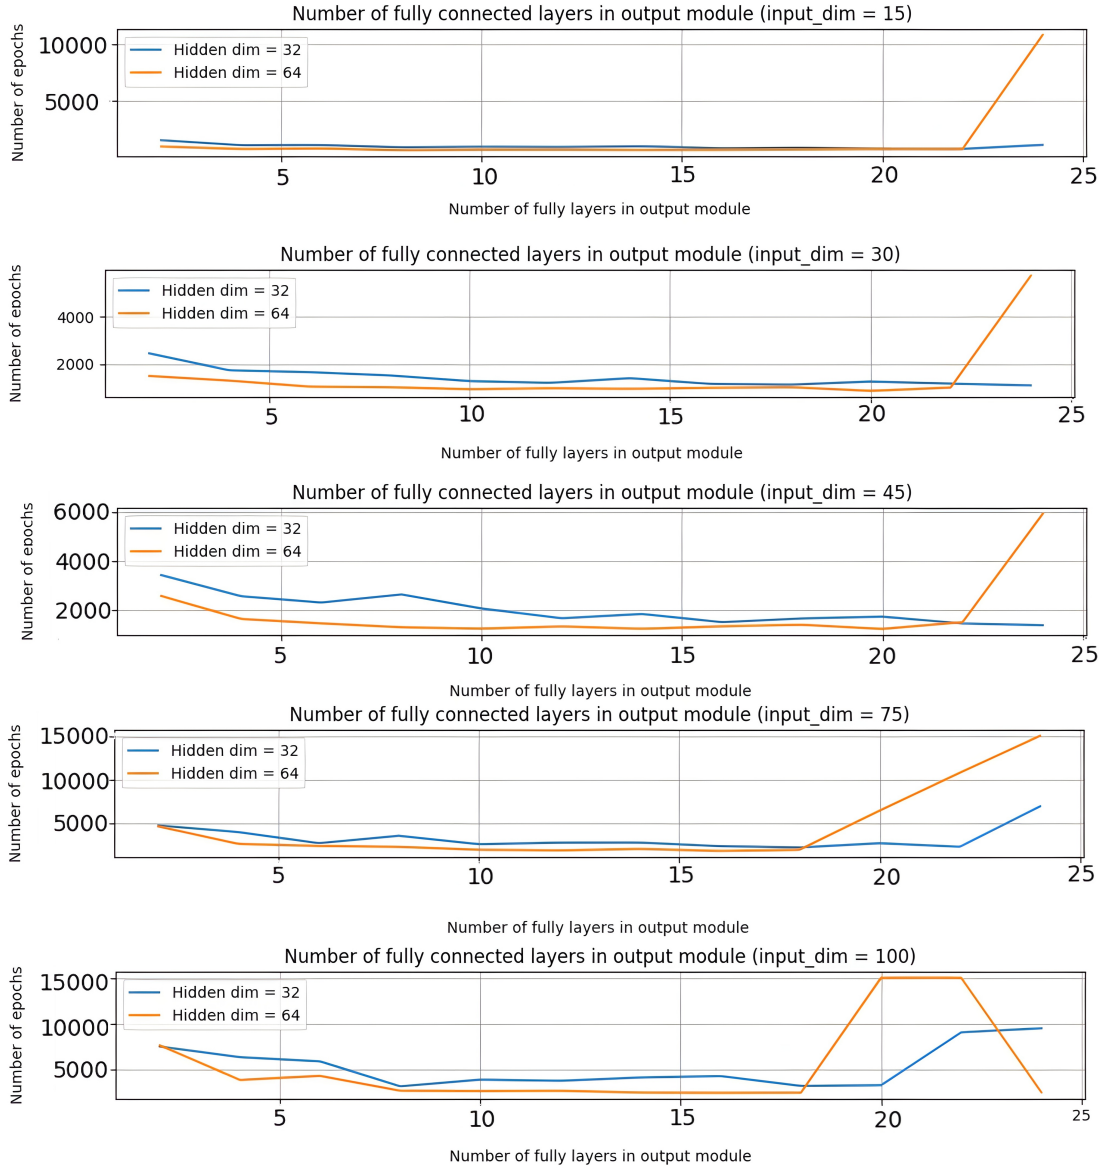 Number of fully connected layers in output module (input_dim = 15)
Number of epochs
10000
5000
Hidden dim = 32
Hidden dim = 64
5 10 15 20 25
Number of fully layers in output module
Number of fully connected layers in output module (input_dim = 30)
Number of epochs
4000
2000
Hidden dim = 32
Hidden dim = 64
5 10 15 20 25
Number of fully layers in output module
Number of fully connected layers in output module (input_dim = 45)
Number of epochs
6000
4000
2000
Hidden dim = 32
Hidden dim = 64
5 10 15 20 25
Number of fully layers in output module
Number of fully connected layers in output module (input_dim = 75)
Number of epochs
15000
10000
5000
Hidden dim = 32
Hidden dim = 64
5 10 15 20 25
Number of fully layers in output module
Number of fully connected layers in output module (input_dim = 100)
Number of epochs
15000
10000
5000
Hidden dim = 32
Hidden dim = 64
5 10 15 20 25
Number of fully layers in output module